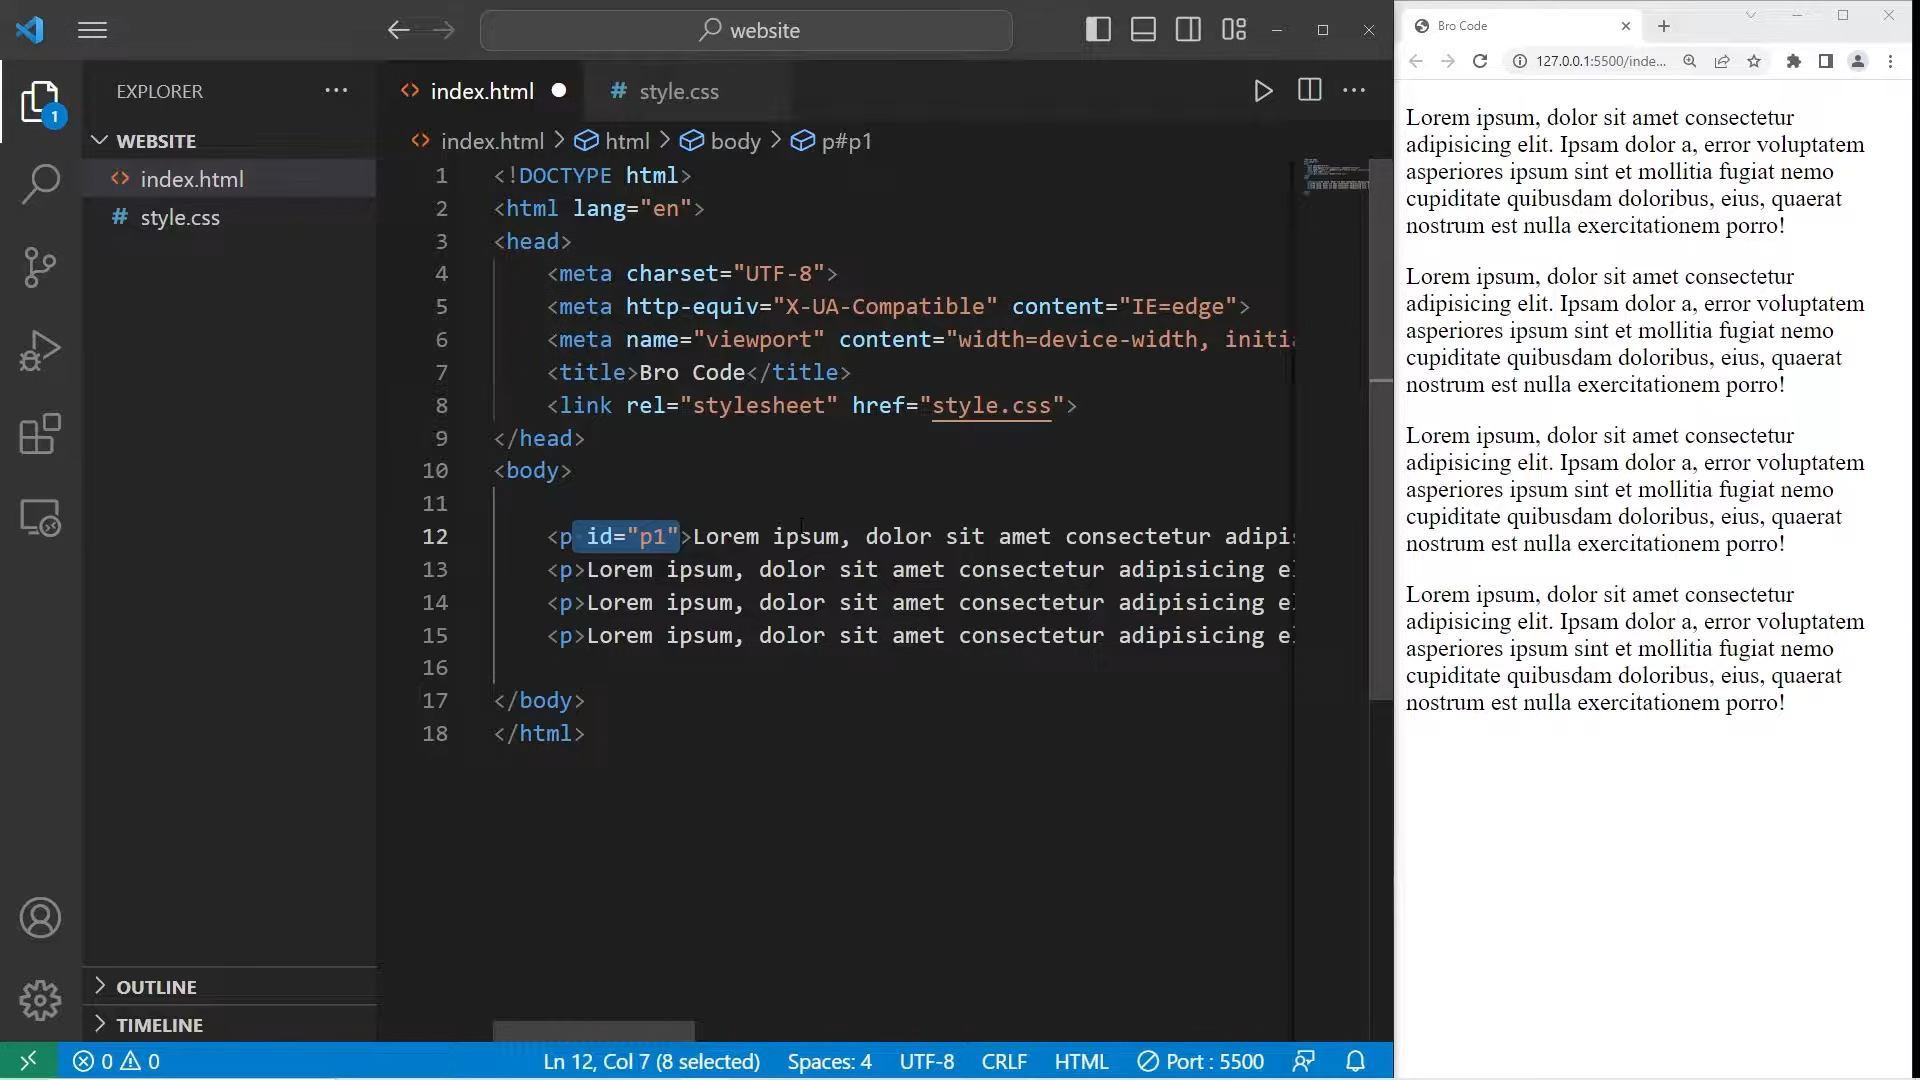 website
Bro Code
127.0.0.1:5500/inde...
EXPLORER
index.html
style.css
1
WEBSITE
index.html
style.css
index.html > html > body > p#p1
1 <!DOCTYPE html>
2 <html lang="en">
3 <head>
4 <meta charset="UTF-8">
5 <meta http-equiv="X-UA-Compatible" content="IE=edge">
6 <meta name="viewport" content="width=device-width, initi
7 <title>Bro Code</title>
8 <link rel="stylesheet" href="style.css">
9 </head>
10 <body>
11
12 <p id="p1">Lorem ipsum, dolor sit amet consectetur adipi
13 <p>Lorem ipsum, dolor sit amet consectetur adipisicing e
14 <p>Lorem ipsum, dolor sit amet consectetur adipisicing e
15 <p>Lorem ipsum, dolor sit amet consectetur adipisicing e
16
17 </body>
18 </html>
OUTLINE
TIMELINE
0 0
Ln 12, Col 7 (8 selected)
Spaces: 4
UTF-8
CRLF
HTML
Port : 5500
Lorem ipsum, dolor sit amet consectetur
adipisicing elit. Ipsam dolor a, error voluptatem
asperiores ipsum sint et mollitia fugiat nemo
cupiditate quibusdam doloribus, eius, quaerat
nostrum est nulla exercitationem porro!
Lorem ipsum, dolor sit amet consectetur
adipisicing elit. Ipsam dolor a, error voluptatem
asperiores ipsum sint et mollitia fugiat nemo
cupiditate quibusdam doloribus, eius, quaerat
nostrum est nulla exercitationem porro!
Lorem ipsum, dolor sit amet consectetur
adipisicing elit. Ipsam dolor a, error voluptatem
asperiores ipsum sint et mollitia fugiat nemo
cupiditate quibusdam doloribus, eius, quaerat
nostrum est nulla exercitationem porro!
Lorem ipsum, dolor sit amet consectetur
adipisicing elit. Ipsam dolor a, error voluptatem
asperiores ipsum sint et mollitia fugiat nemo
cupiditate quibusdam doloribus, eius, quaerat
nostrum est nulla exercitationem porro!